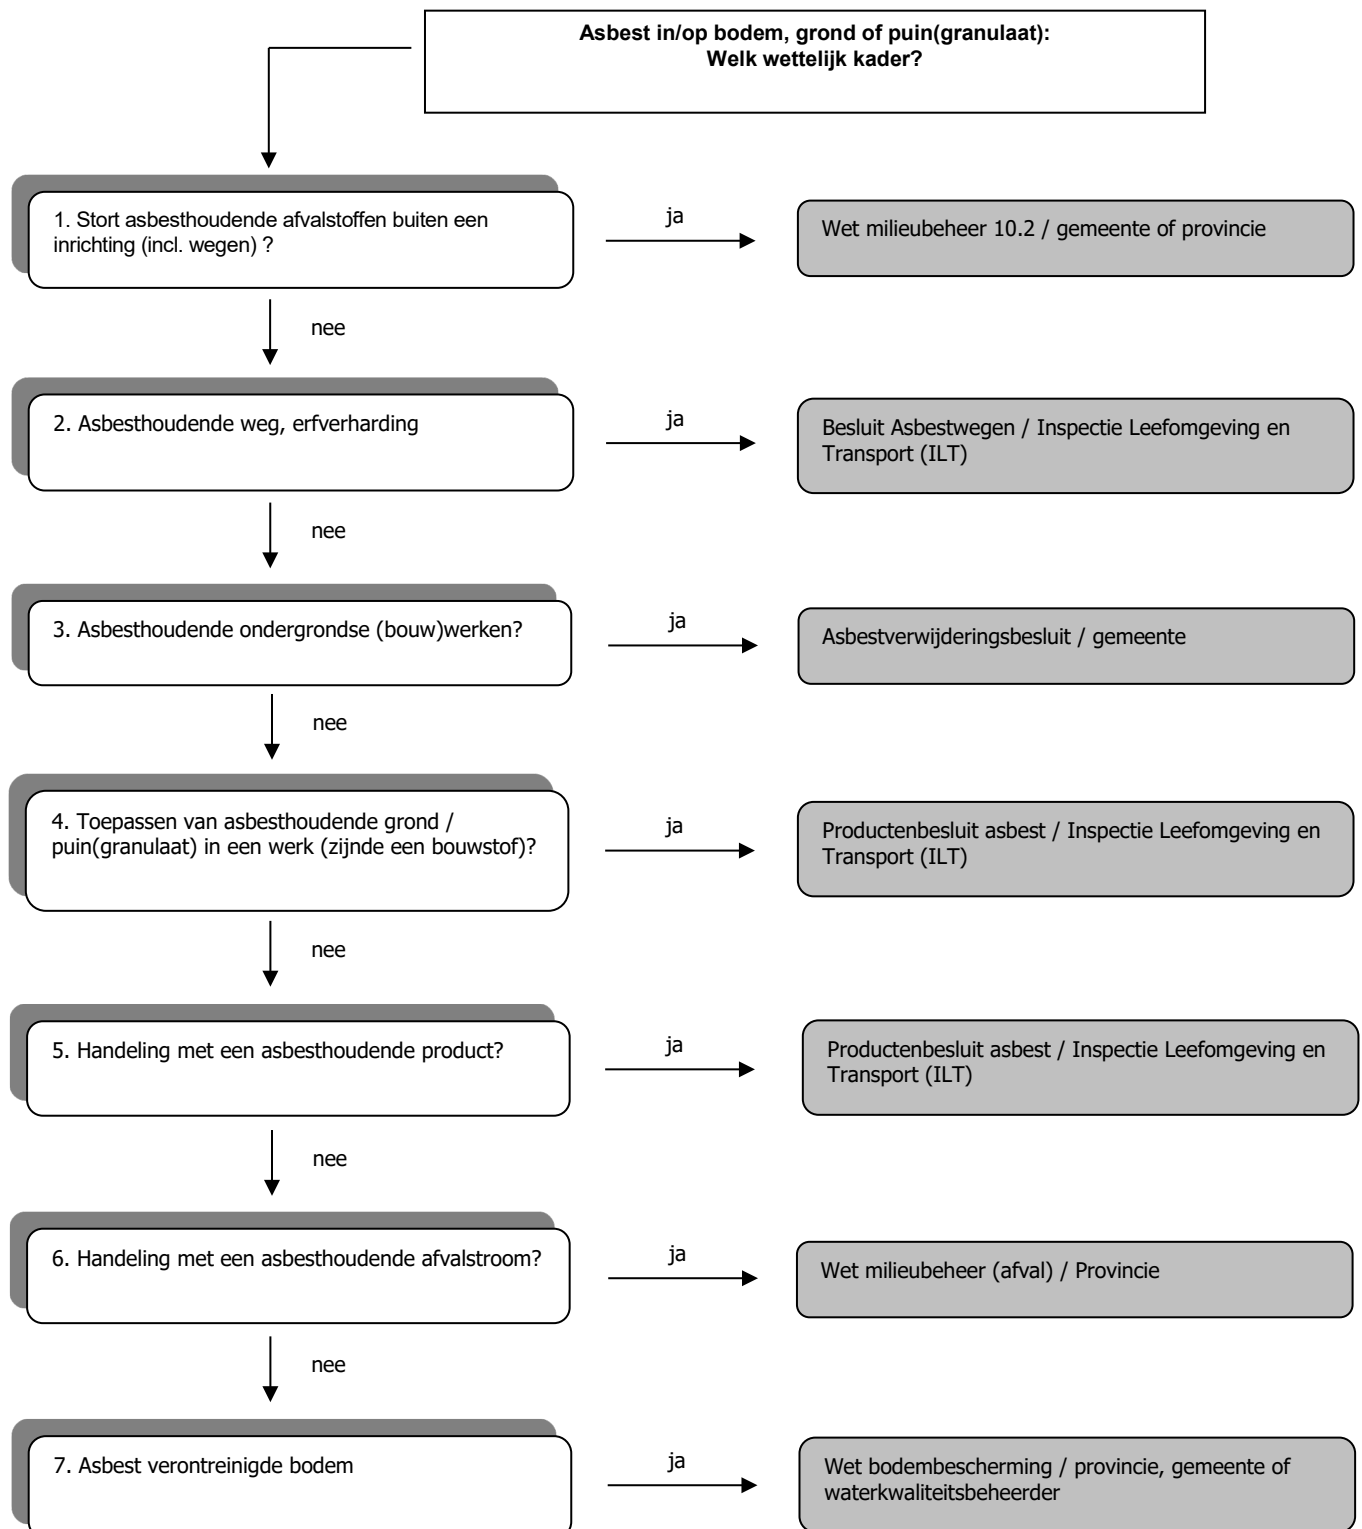 Asbest in/op bodem, grond of puin(granulaat):
Welk wettelijk kader?
1. Stort asbesthoudende afvalstoffen buiten een
inrichting (incl. wegen) ?
ja
Wet milieubeheer 10.2 / gemeente of provincie
nee
2. Asbesthoudende weg, erfverharding
ja
Besluit Asbestwegen / Inspectie Leefomgeving en
Transport (ILT)
nee
3. Asbesthoudende ondergrondse (bouw)werken?
ja
Asbestverwijderingsbesluit / gemeente
nee
4. Toepassen van asbesthoudende grond /
puin(granulaat) in een werk (zijnde een bouwstof)?
ja
Productenbesluit asbest / Inspectie Leefomgeving en
Transport (ILT)
nee
5. Handeling met een asbesthoudende product?
ja
Productenbesluit asbest / Inspectie Leefomgeving en
Transport (ILT)
nee
6. Handeling met een asbesthoudende afvalstroom?
ja
Wet milieubeheer (afval) / Provincie
nee
7. Asbest verontreinigde bodem
ja
Wet bodembescherming / provincie, gemeente of
waterkwaliteitsbeheerder